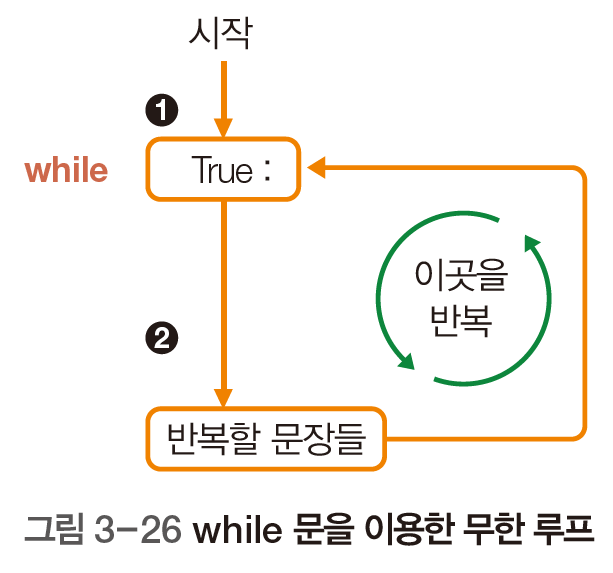 시작
❶
while True :
이곳을
반복
❷
반복할 문장들
그림 3-26 while 문을 이용한 무한 루프